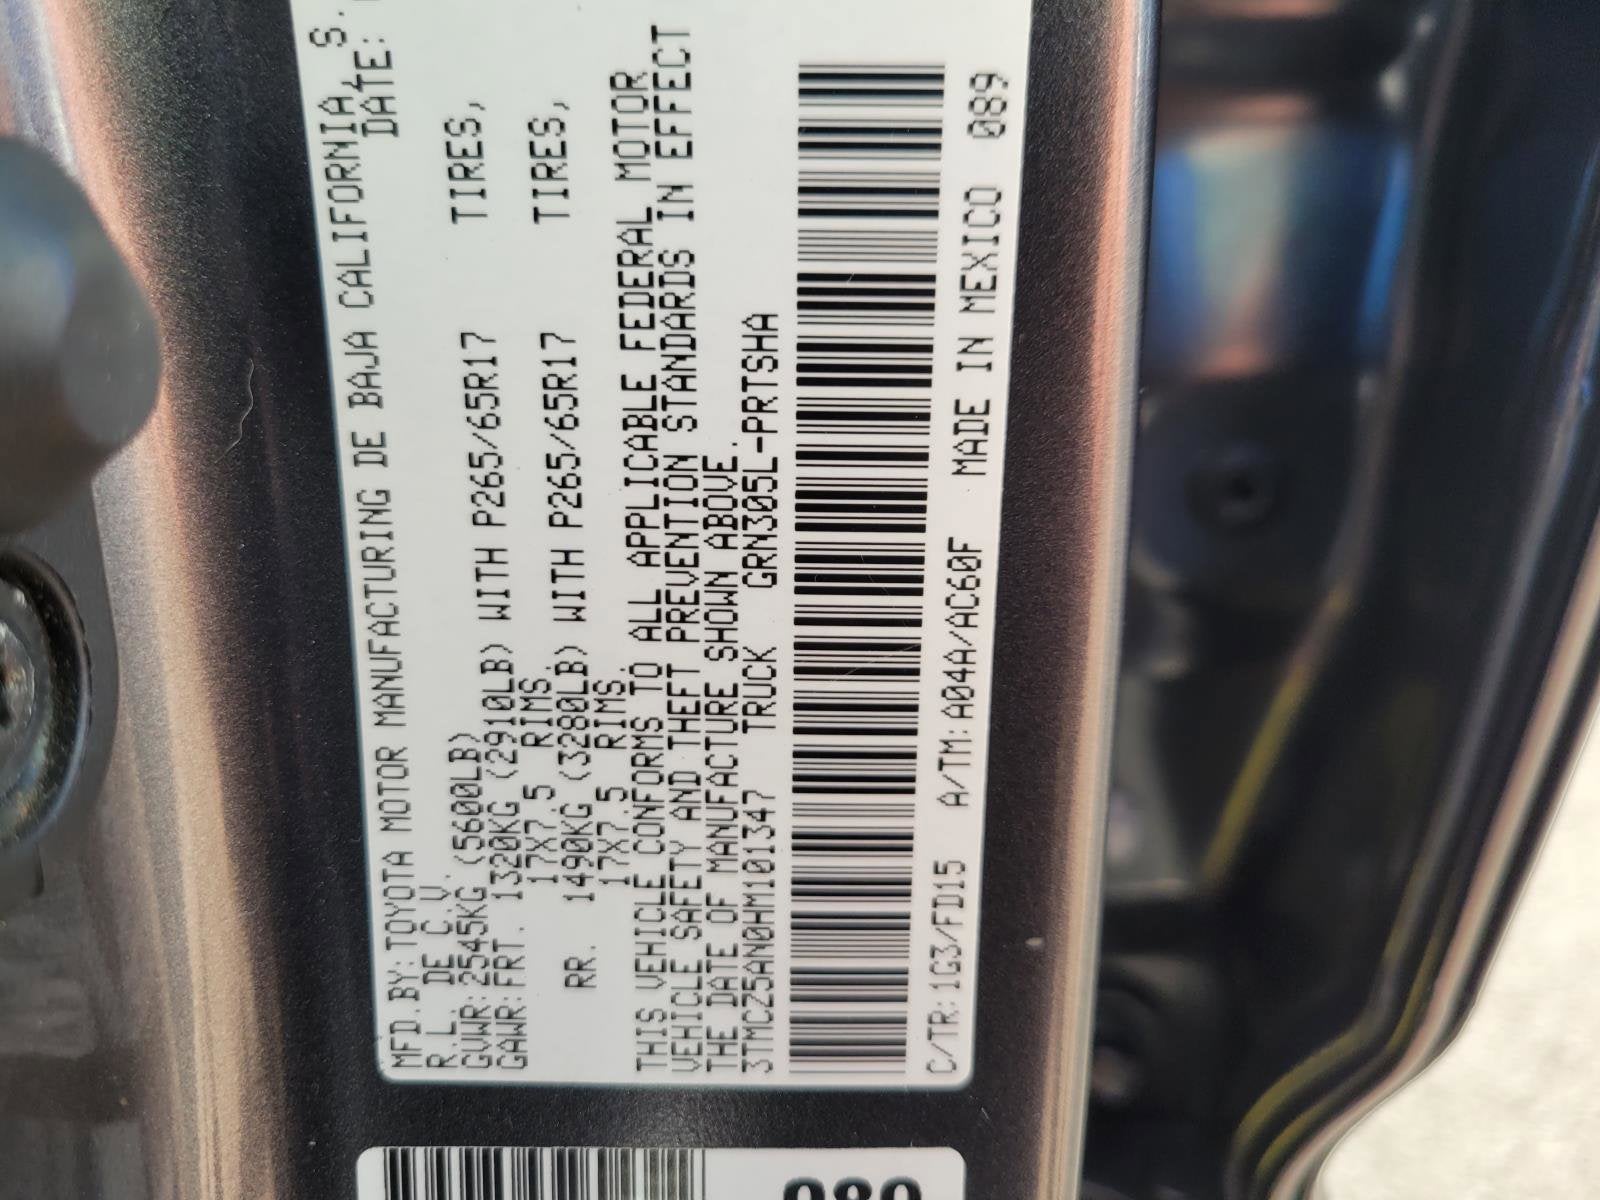 MFD.BY:TOYOTA MOTOR MANUFACTURING DE BAJA CALIFORNIA, S.
R.L. DE C.V. DATE:
GVWR:2545KG (5600LB)
GAWR:FRT. 1320KG (2910LB) WITH P265/65R17 TIRES,
17X7.5 RIMS.
RR. 1490KG (3280LB) WITH P265/65R17 TIRES,
17X7.5 RIMS.
THIS VEHICLE CONFORMS TO ALL APPLICABLE FEDERAL MOTOR
VEHICLE SAFETY AND THEFT PREVENTION STANDARDS IN EFFECT
THE DATE OF MANUFACTURE SHOWN ABOVE.
3TMCZ5AN0HM101347 TRUCK GRN305L-PRTSHA
C/TR:1G3/FD15 A/TM:A04A/AC60F MADE IN MEXICO 089
089